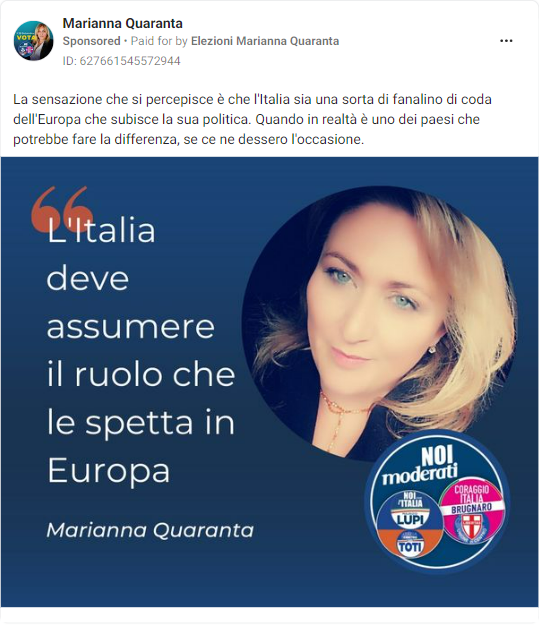 Marianna Quaranta
Sponsored • Paid for by Elezioni Marianna Quaranta
ID: 627661545572944
La sensazione che si percepisce è che l'Italia sia una sorta di fanalino di coda
dell'Europa che subisce la sua politica. Quando in realtà è uno dei paesi che
potrebbe fare la differenza, se ce ne dessero l'occasione.
“L'Italia
deve
assumere
il ruolo che
le spetta in
Europa
Marianna Quaranta
NOI
moderati
NOI
L'ITALIA
LUPI
TOTI
CORAGGIO
ITALIA
BRUGNARO
VOTA